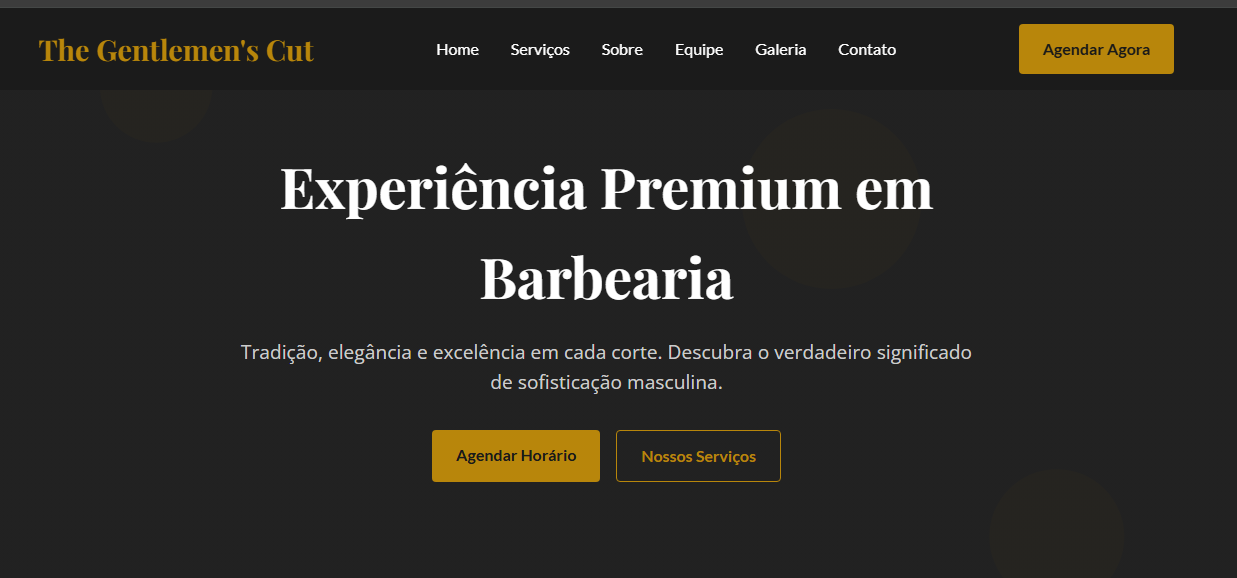 The Gentlemen's Cut
Home
Serviços
Sobre
Equipe
Galeria
Contato
Agendar Agora
Experiência Premium em
Barbearia
Tradição, elegância e excelência em cada corte. Descubra o verdadeiro significado
de sofisticação masculina.
Agendar Horário
Nossos Serviços